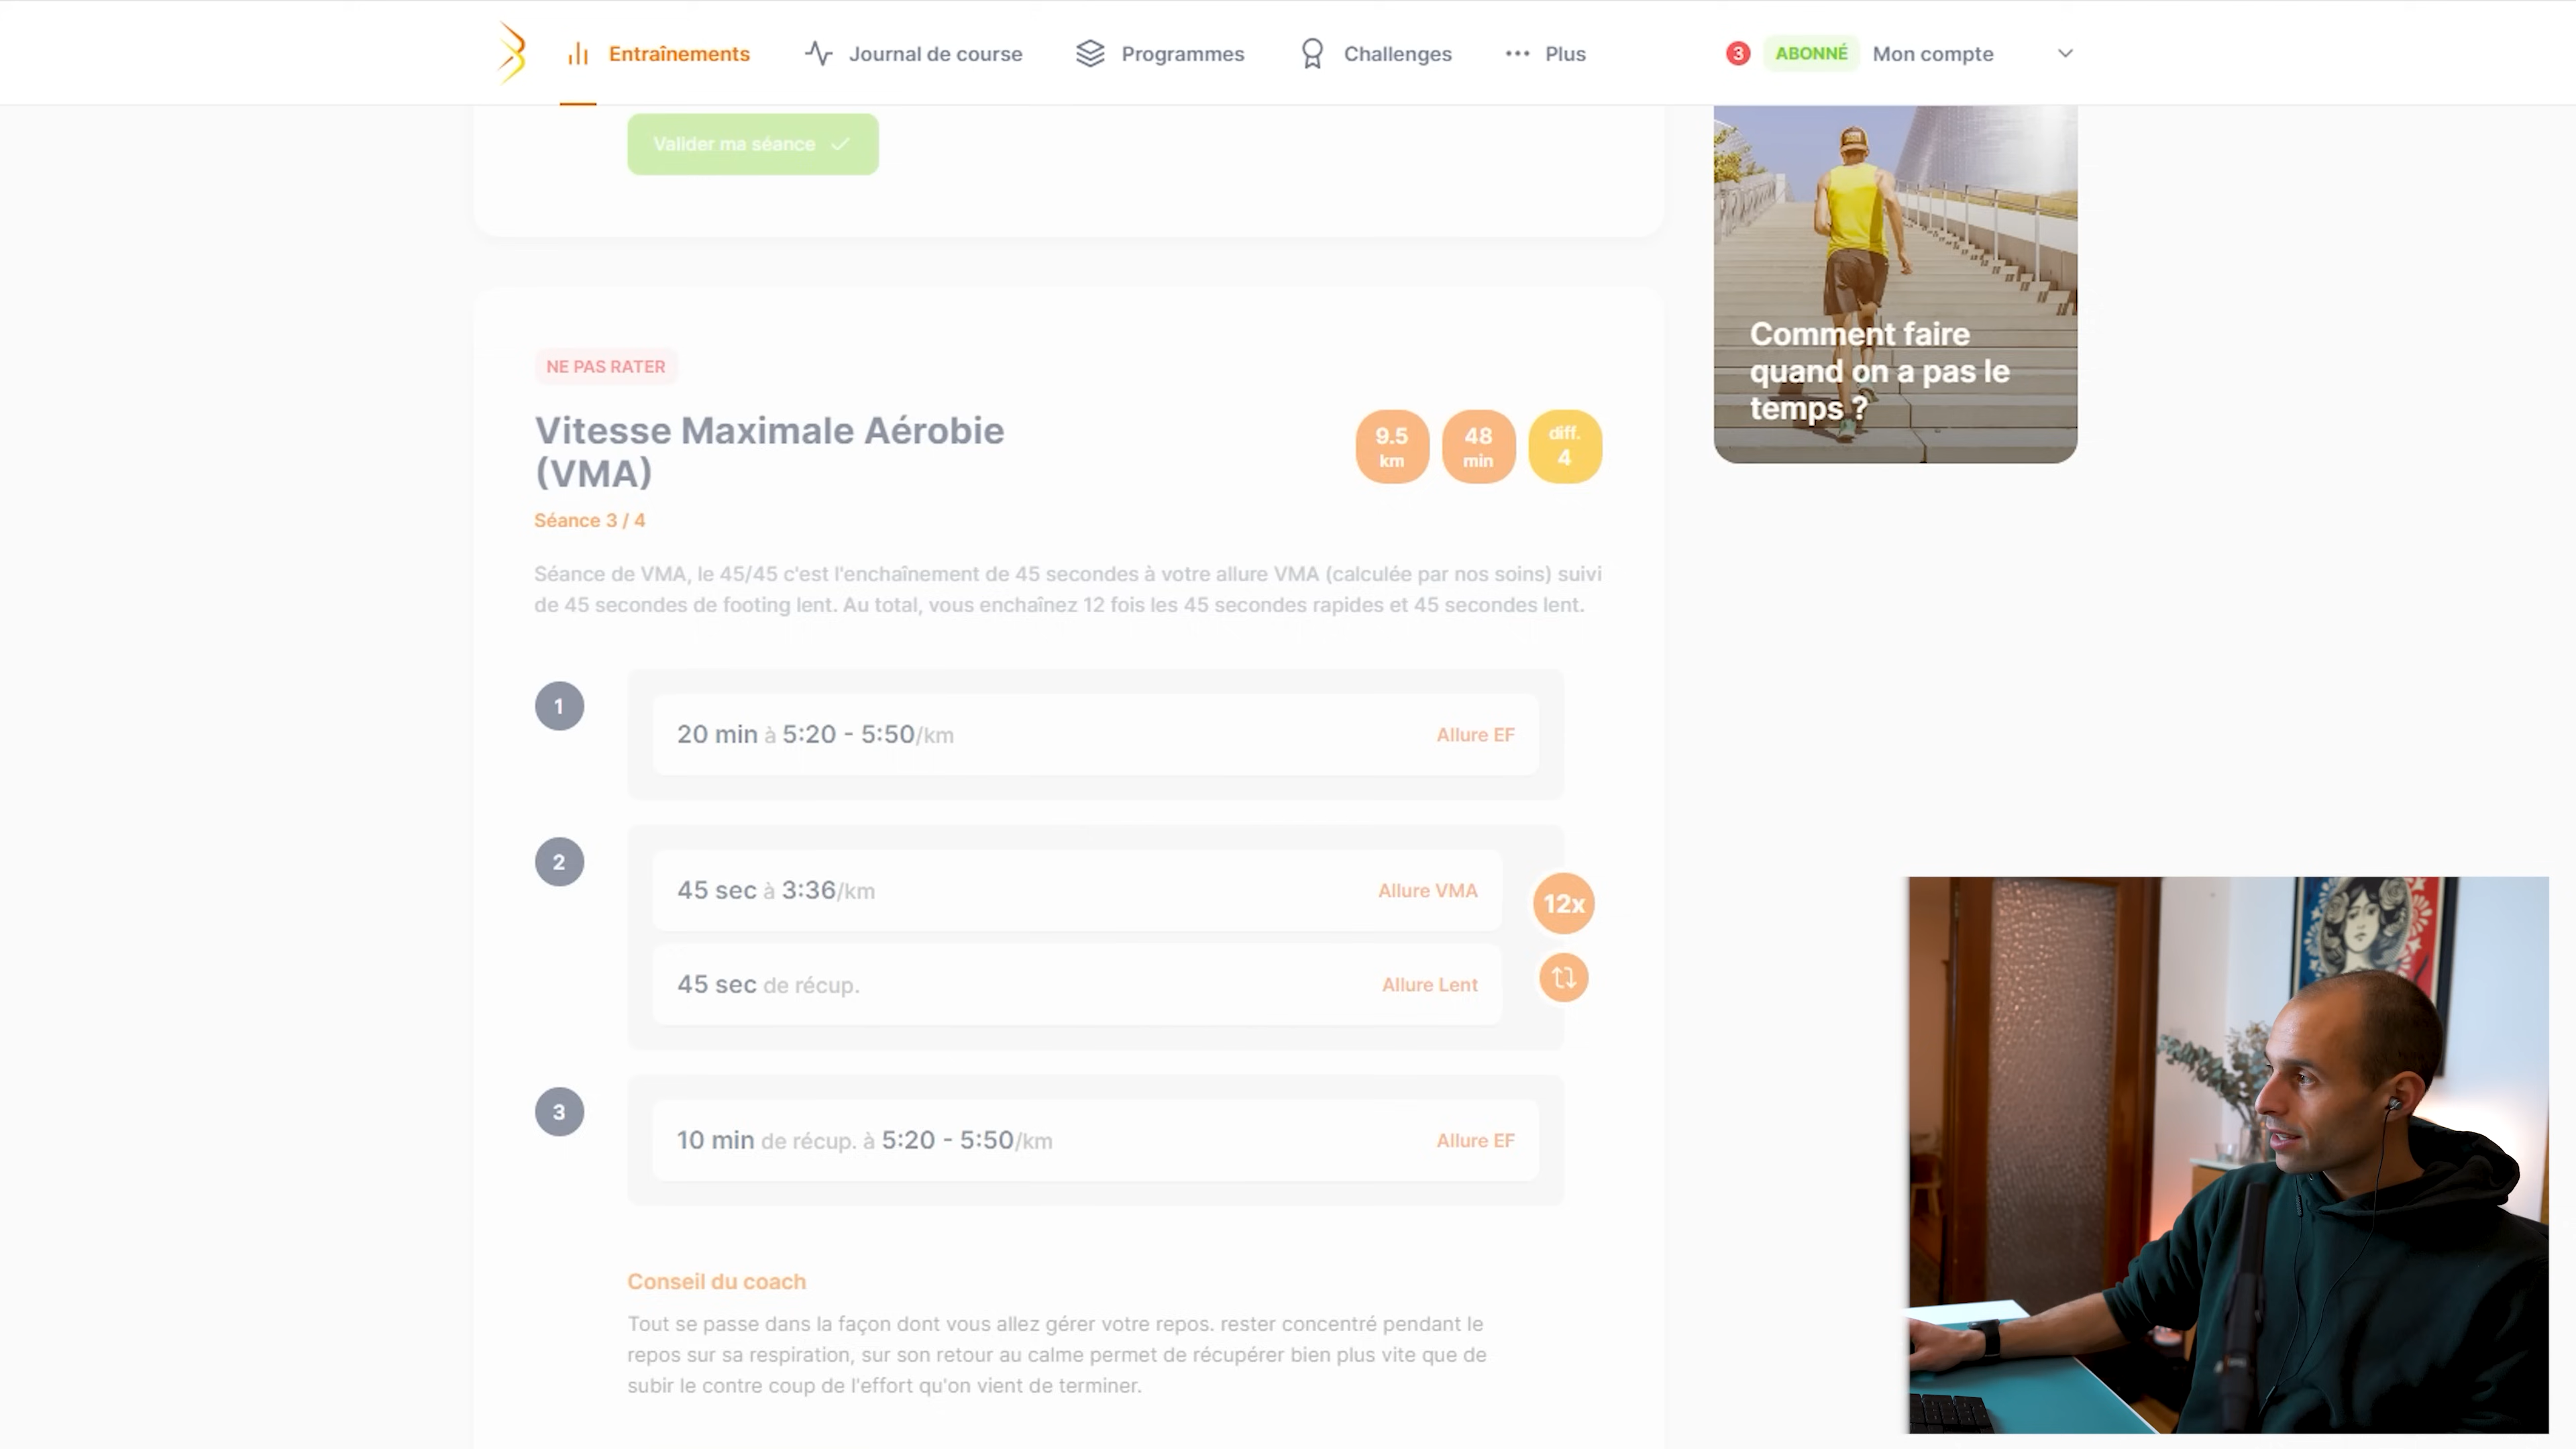 Entraînements
Journal de course
Programmes
Challenges
Plus
3
ABONNÉ
Mon compte
Valider ma séance
Comment faire
quand on a pas le
temps ?
NE PAS RATER
Vitesse Maximale Aérobie
(VMA)
9.5
km
48
min
diff.
4
Séance 3 / 4
Séance de VMA, le 45/45 c'est l'enchaînement de 45 secondes à votre allure VMA (calculée par nos soins) suivi
de 45 secondes de footing lent. Au total, vous enchaînez 12 fois les 45 secondes rapides et 45 secondes lent.
1
20 min à 5:20 - 5:50/km
Allure EF
2
45 sec à 3:36/km
Allure VMA
12x
45 sec de récup.
Allure Lent
3
10 min de récup. à 5:20 - 5:50/km
Allure EF
Conseil du coach
Tout se passe dans la façon dont vous allez gérer votre repos. rester concentré pendant le
repos sur sa respiration, sur son retour au calme permet de récupérer bien plus vite que de
subir le contre coup de l'effort qu'on vient de terminer.